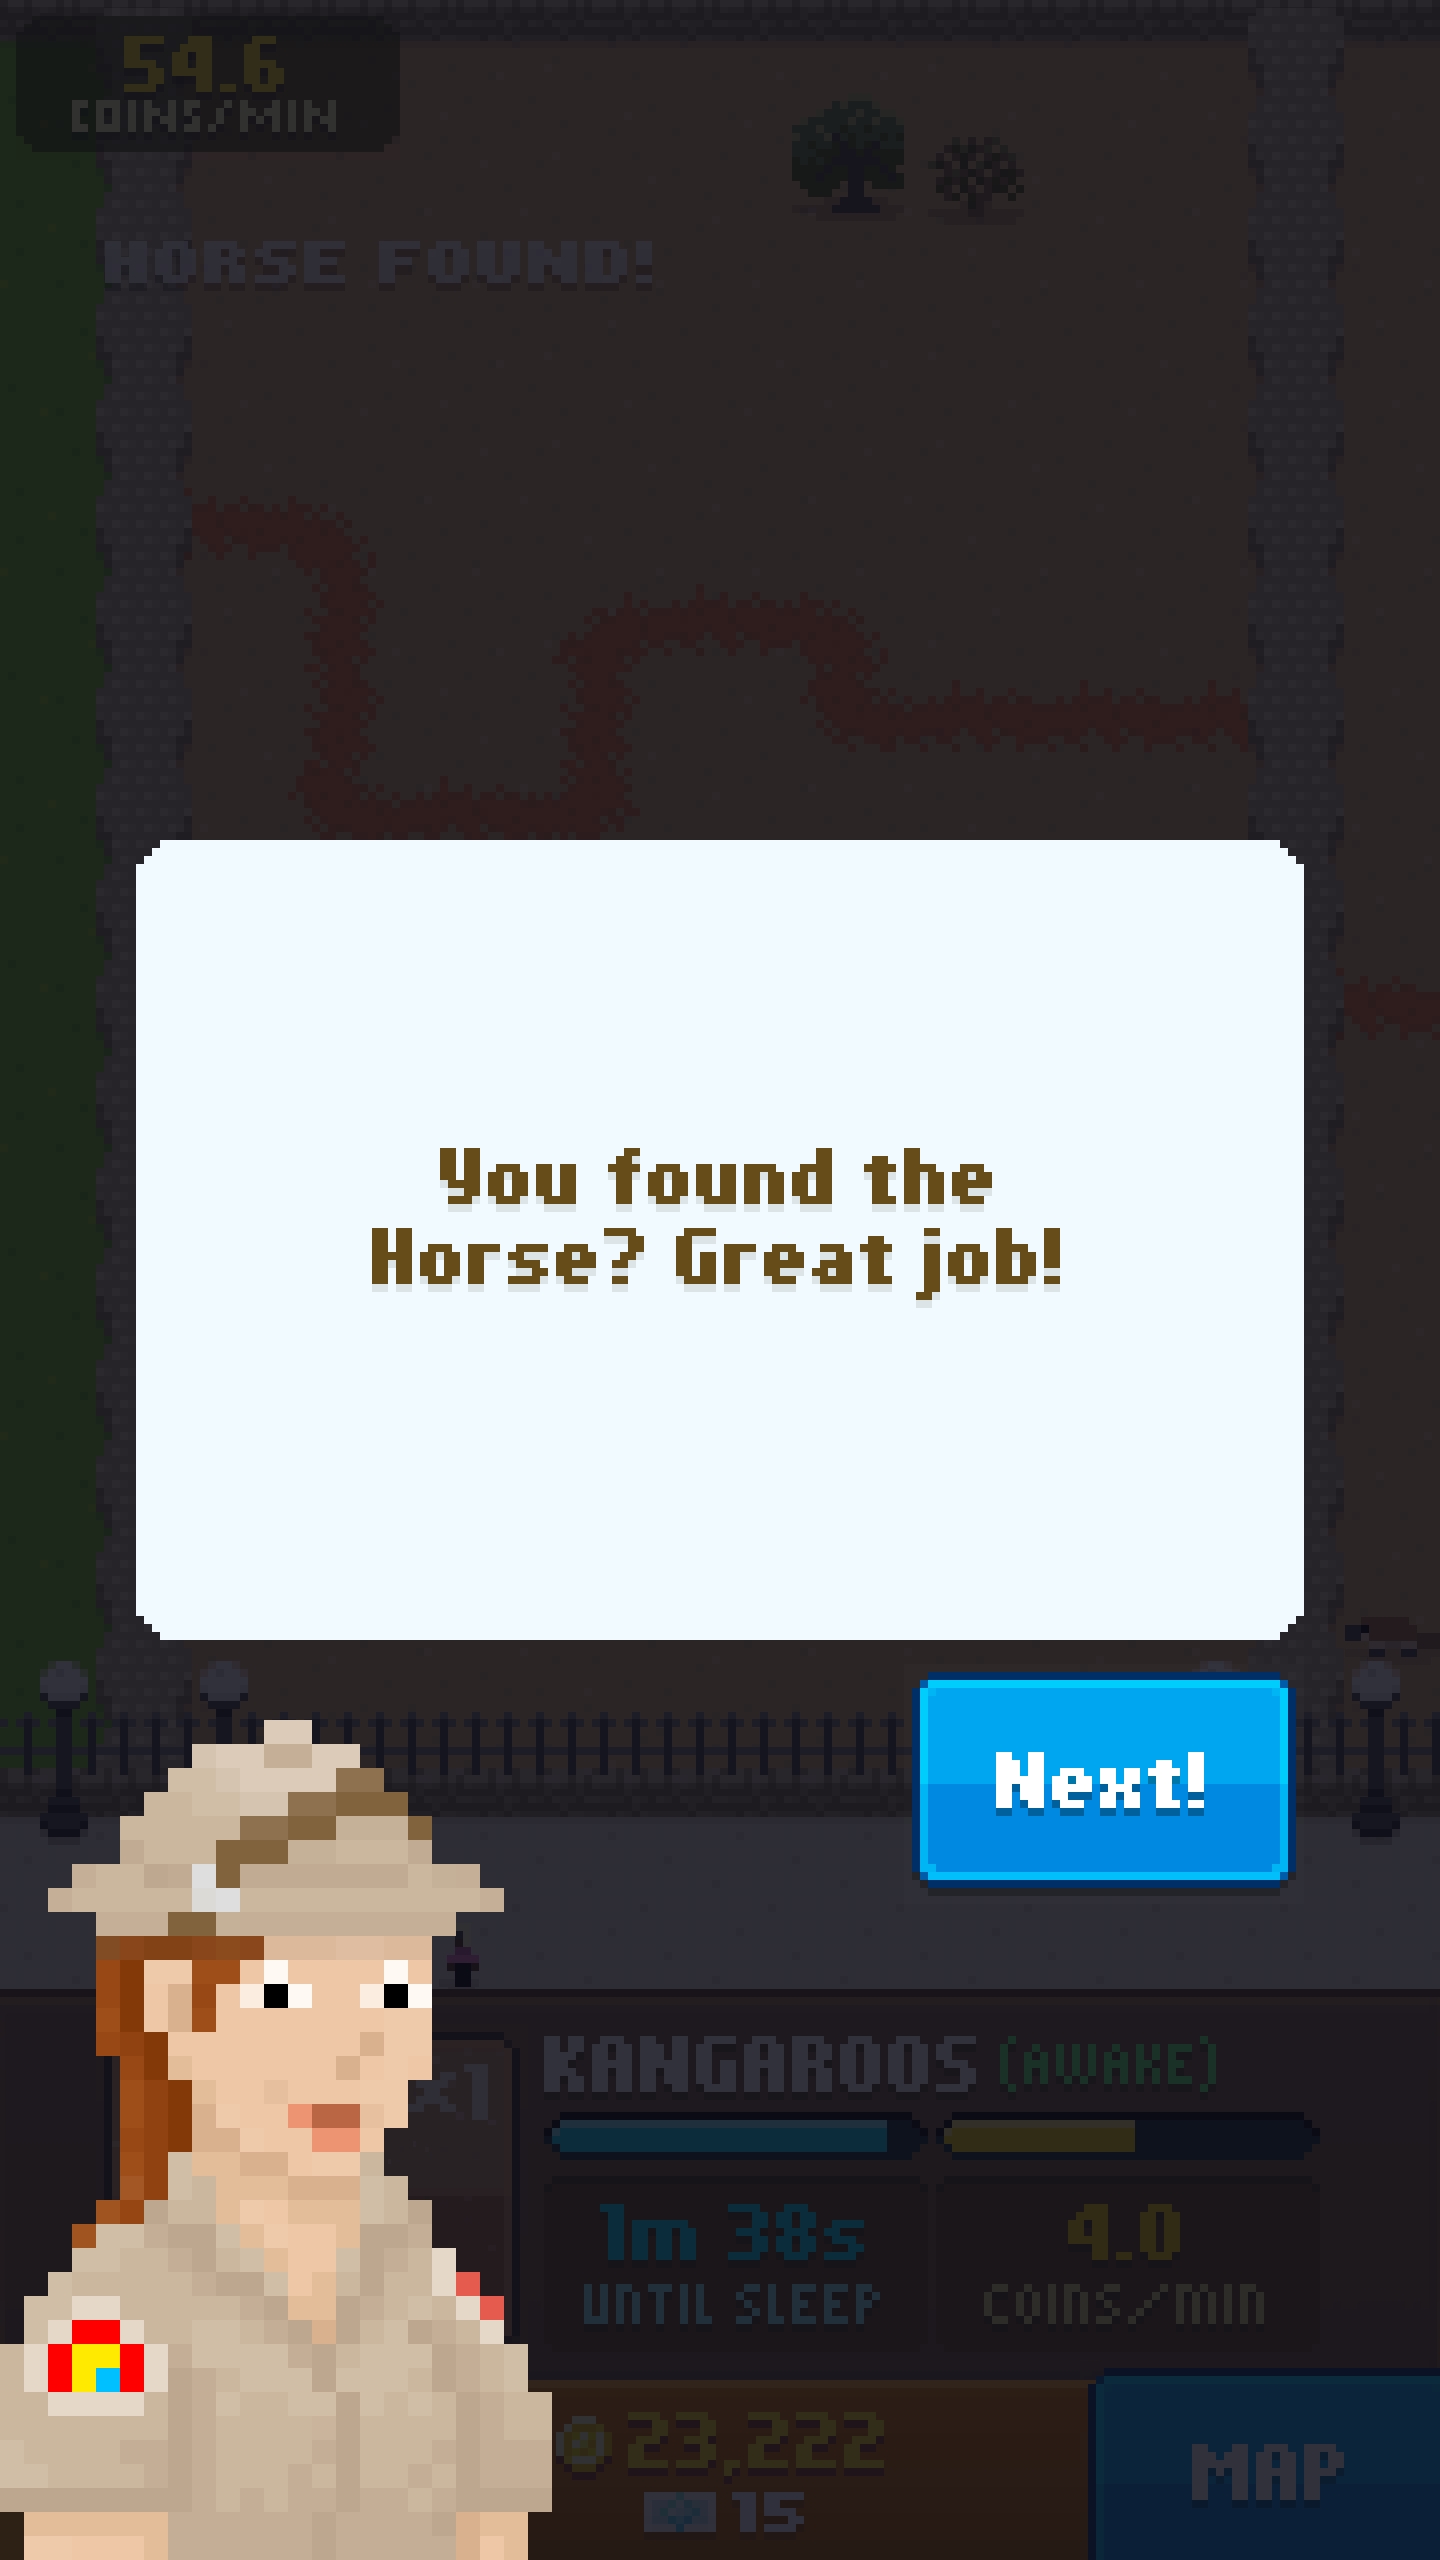 54.6
COINS/MIN
HORSE FOUND!
You found the
Horse? Great job!
Next!
x1
KANGAROOS (AWAKE)
1m 38s
UNTIL SLEEP
4.0
COINS/MIN
23,222
15
MAP